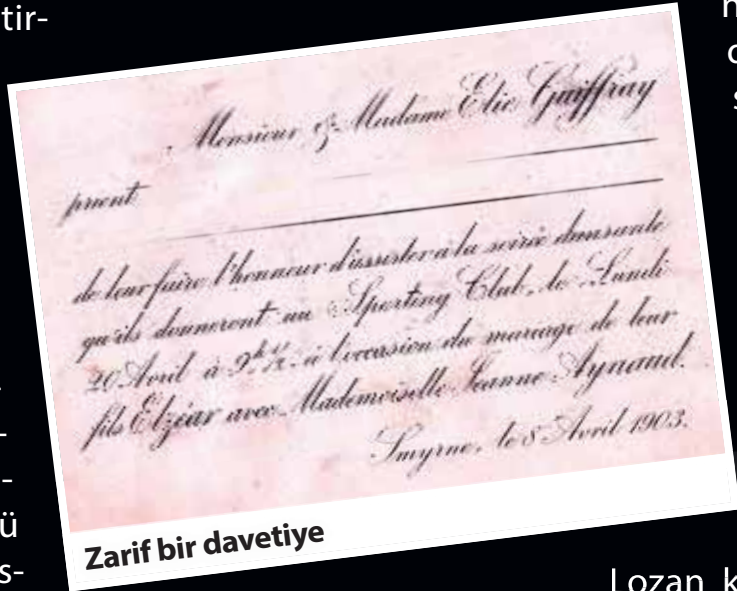 tir-
. Monsieur & Madame Elie Guiffray
prient
de leur faire l'honneur d'assister à la soirée dansante
qu'ils donneront au Sporting Club, le Lundi
20 Avril à 9h ½ à l'occasion du mariage de leur
fils Elzéar avec Mademoiselle Jeanne Aynaud.
Smyrne, le 8 Avril 1903.
Zarif bir davetiye
ü
s-
Lozan k